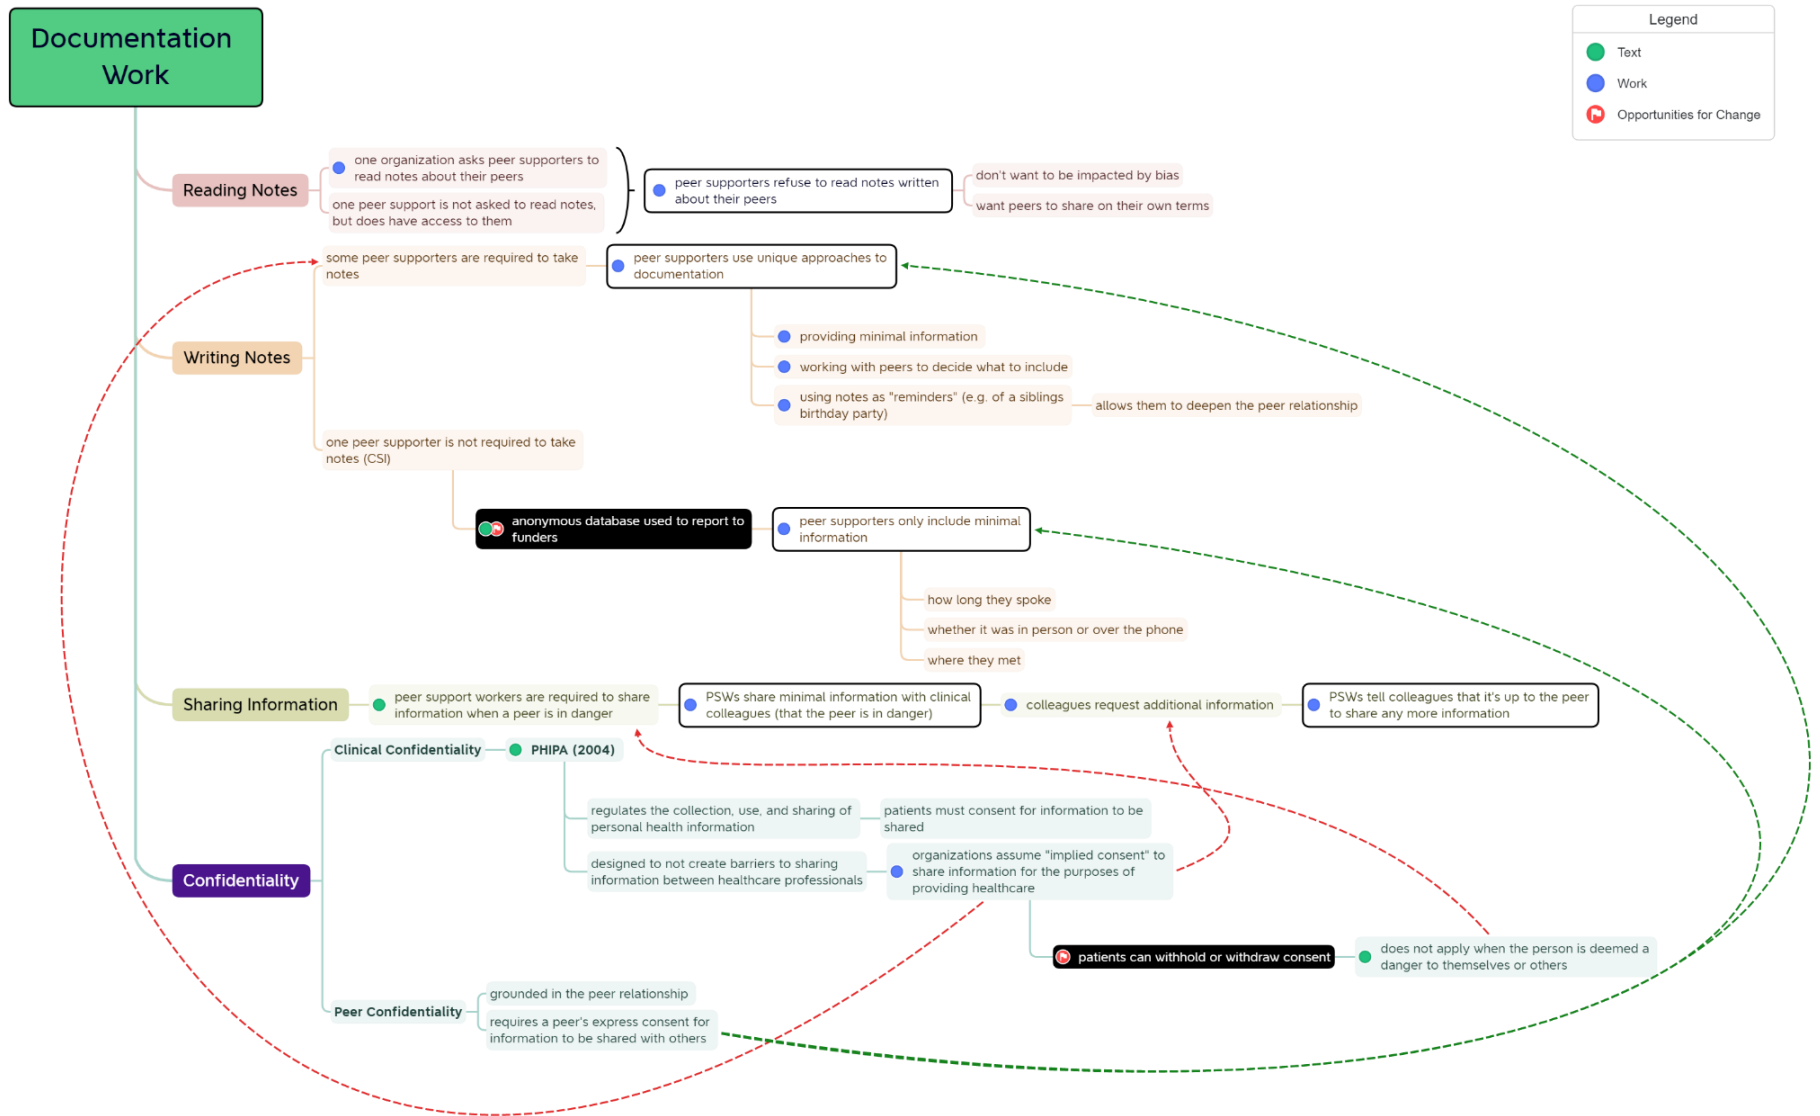 Documentation
Work
Legend
Text
Work
Opportunities for Change
Reading Notes
one organization asks peer supporters to
read notes about their peers
one peer support is not asked to read notes,
but does have access to them
peer supporters refuse to read notes written
about their peers
don't want to be impacted by bias
want peers to share on their own terms
Writing Notes
some peer supporters are required to take
notes
peer supporters use unique approaches to
documentation
providing minimal information
working with peers to decide what to include
using notes as "reminders" (e.g. of a siblings
birthday party)
allows them to deepen the peer relationship
one peer supporter is not required to take
notes (CSI)
anonymous database used to report to
funders
peer supporters only include minimal
information
how long they spoke
whether it was in person or over the phone
where they met
Sharing Information
peer support workers are required to share
information when a peer is in danger
PSWs share minimal information with clinical
colleagues (that the peer is in danger)
colleagues request additional information
PSWs tell colleagues that it's up to the peer
to share any more information
Confidentiality
Clinical Confidentiality
PHIPA (2004)
regulates the collection, use, and sharing of
personal health information
patients must consent for information to be
shared
designed to not create barriers to sharing
information between healthcare professionals
organizations assume "implied consent" to
share information for the purposes of
providing healthcare
patients can withhold or withdraw consent
does not apply when the person is deemed a
danger to themselves or others
Peer Confidentiality
grounded in the peer relationship
requires a peer's express consent for
information to be shared with others